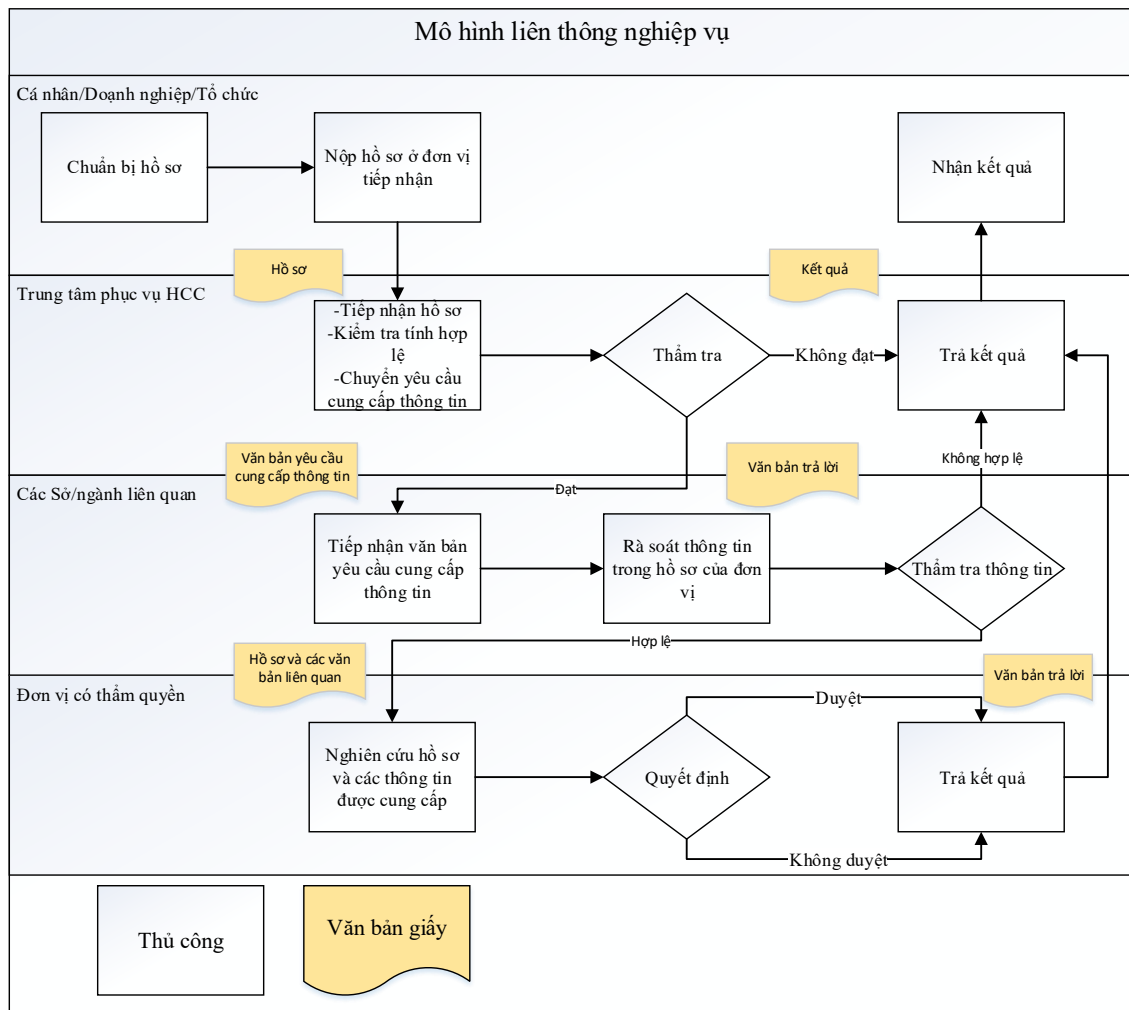 Mô hình liên thông nghiệp vụ
Cá nhân/Doanh nghiệp/Tổ chức
Chuẩn bị hồ sơ
Nộp hồ sơ ở đơn vị
tiếp nhận
Nhận kết quả
Hồ sơ
Kết quả
Trung tâm phục vụ HCC
-Tiếp nhận hồ sơ
-Kiểm tra tính hợp
lệ
-Chuyển yêu cầu
cung cấp thông tin
Thẩm tra
Không đạt
Trả kết quả
Văn bản yêu cầu
cung cấp thông tin
Văn bản trả lời
Không hợp lệ
Các Sở/ngành liên quan
Đạt
Tiếp nhận văn bản
yêu cầu cung cấp
thông tin
Rà soát thông tin
trong hồ sơ của đơn
vị
Thẩm tra thông tin
Hợp lệ
Hồ sơ và các văn
bản liên quan
Văn bản trả lời
Đơn vị có thẩm quyền
Duyệt
Nghiên cứu hồ sơ
và các thông tin
được cung cấp
Quyết định
Trả kết quả
Không duyệt
Thủ công
Văn bản giấy